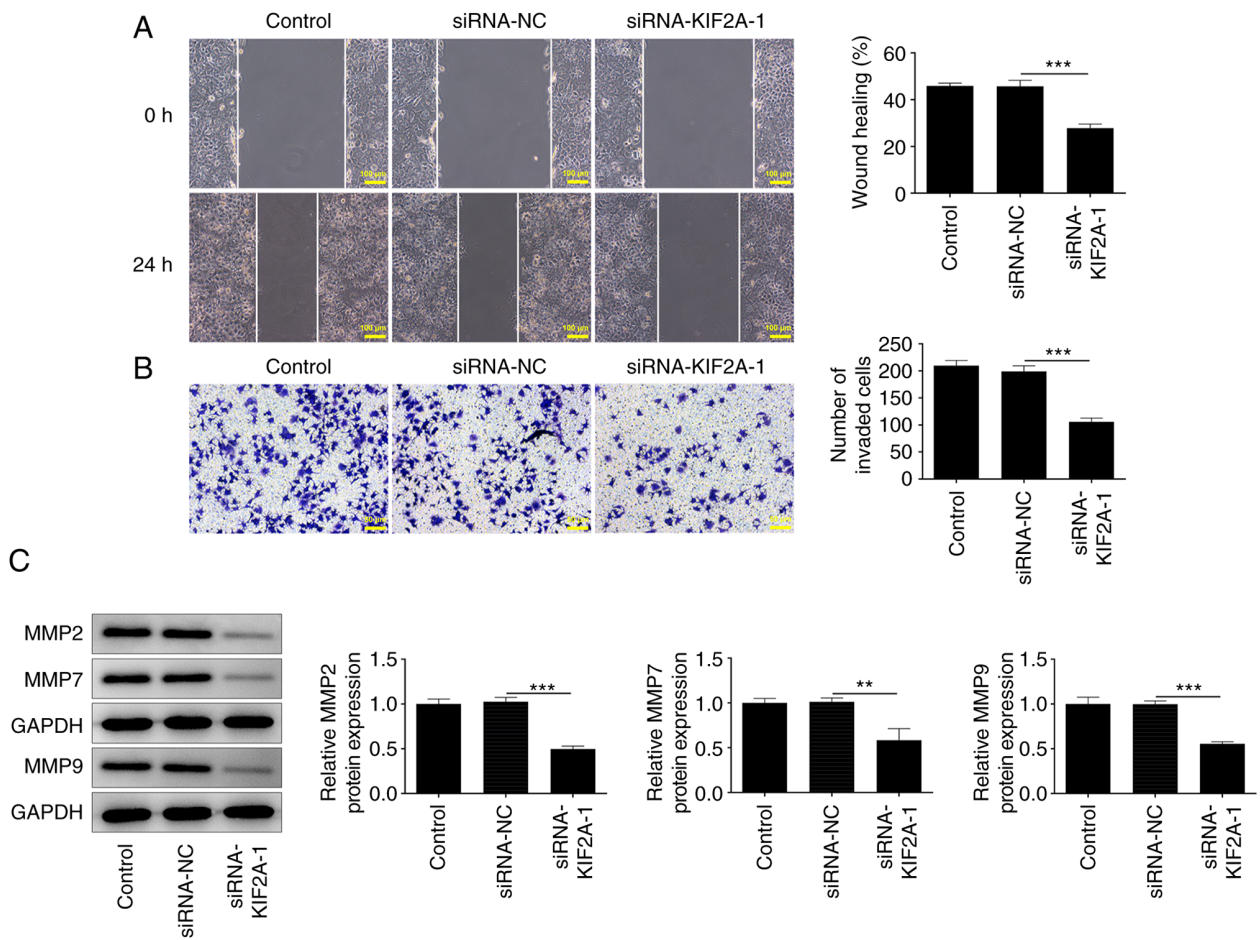 A
Control
siRNA-NC
siRNA-KIF2A-1
0 h
100 µm
100 µm
100 µm
24 h
100 µm
100 µm
100 µm
Wound healing (%)
60
40
20
0
***
Control
siRNA-NC
siRNA-
KIF2A-1
B
Control
siRNA-NC
siRNA-KIF2A-1
50 µm
Number of
invaded cells
250
200
150
100
50
0
***
Control
siRNA-NC
siRNA-
KIF2A-1
C
MMP2
MMP7
GAPDH
MMP9
GAPDH
Control
siRNA-NC
siRNA-
KIF2A-1
Relative MMP2
protein expression
1.5
1.0
0.5
0.0
***
Control
siRNA-NC
siRNA-
KIF2A-1
Relative MMP7
protein expression
1.5
1.0
0.5
0.0
**
Control
siRNA-NC
siRNA-
KIF2A-1
Relative MMP9
protein expression
1.5
1.0
0.5
0.0
***
Control
siRNA-NC
siRNA-
KIF2A-1